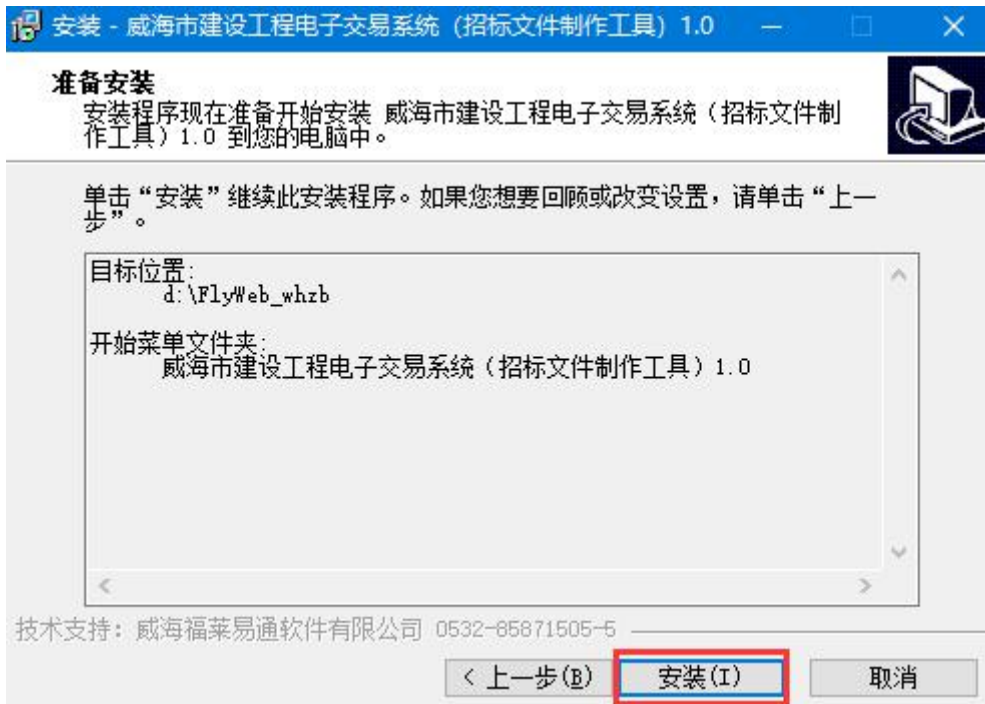 安装 - 威海市建设工程电子交易系统（招标文件制作工具）1.0
准备安装
安装程序现在准备开始安装 威海市建设工程电子交易系统（招标文件制
作工具）1.0 到您的电脑中。
单击“安装”继续此安装程序。如果您想要回顾或改变设置，请单击“上一
步”。
目标位置:
d:\FlyWeb_whzb
开始菜单文件夹:
威海市建设工程电子交易系统（招标文件制作工具）1.0
技术支持：威海福莱易通软件有限公司 0532-85871505-5
< 上一步(B) 安装(I) 取消